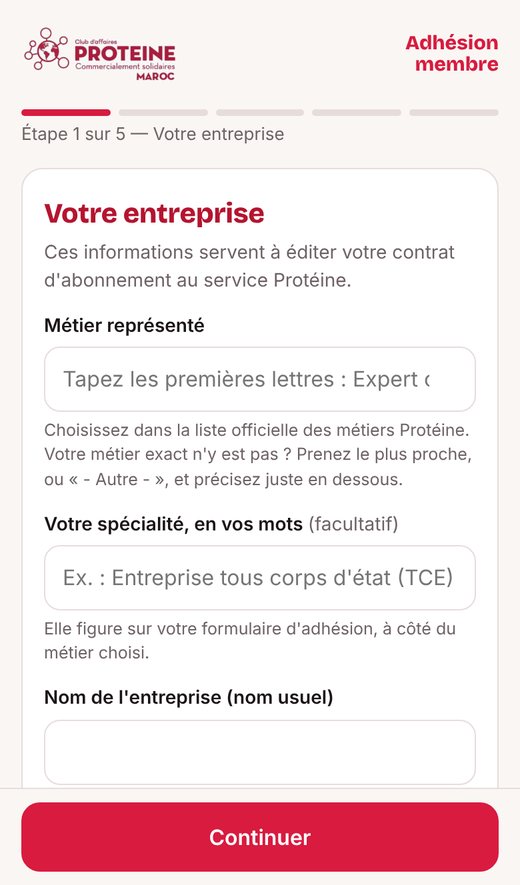 Club d'affaires
PROTEINE
Commercialement solidaires
MAROC
Adhésion
membre
Étape 1 sur 5 — Votre entreprise
Votre entreprise
Ces informations servent à éditer votre contrat
d'abonnement au service Protéine.
Métier représenté
Tapez les premières lettres : Expert c
Choisissez dans la liste officielle des métiers Protéine.
Votre métier exact n'y est pas ? Prenez le plus proche,
ou « - Autre - », et précisez juste en dessous.
Votre spécialité, en vos mots (facultatif)
Ex. : Entreprise tous corps d'état (TCE)
Elle figure sur votre formulaire d'adhésion, à côté du
métier choisi.
Nom de l'entreprise (nom usuel)
Continuer